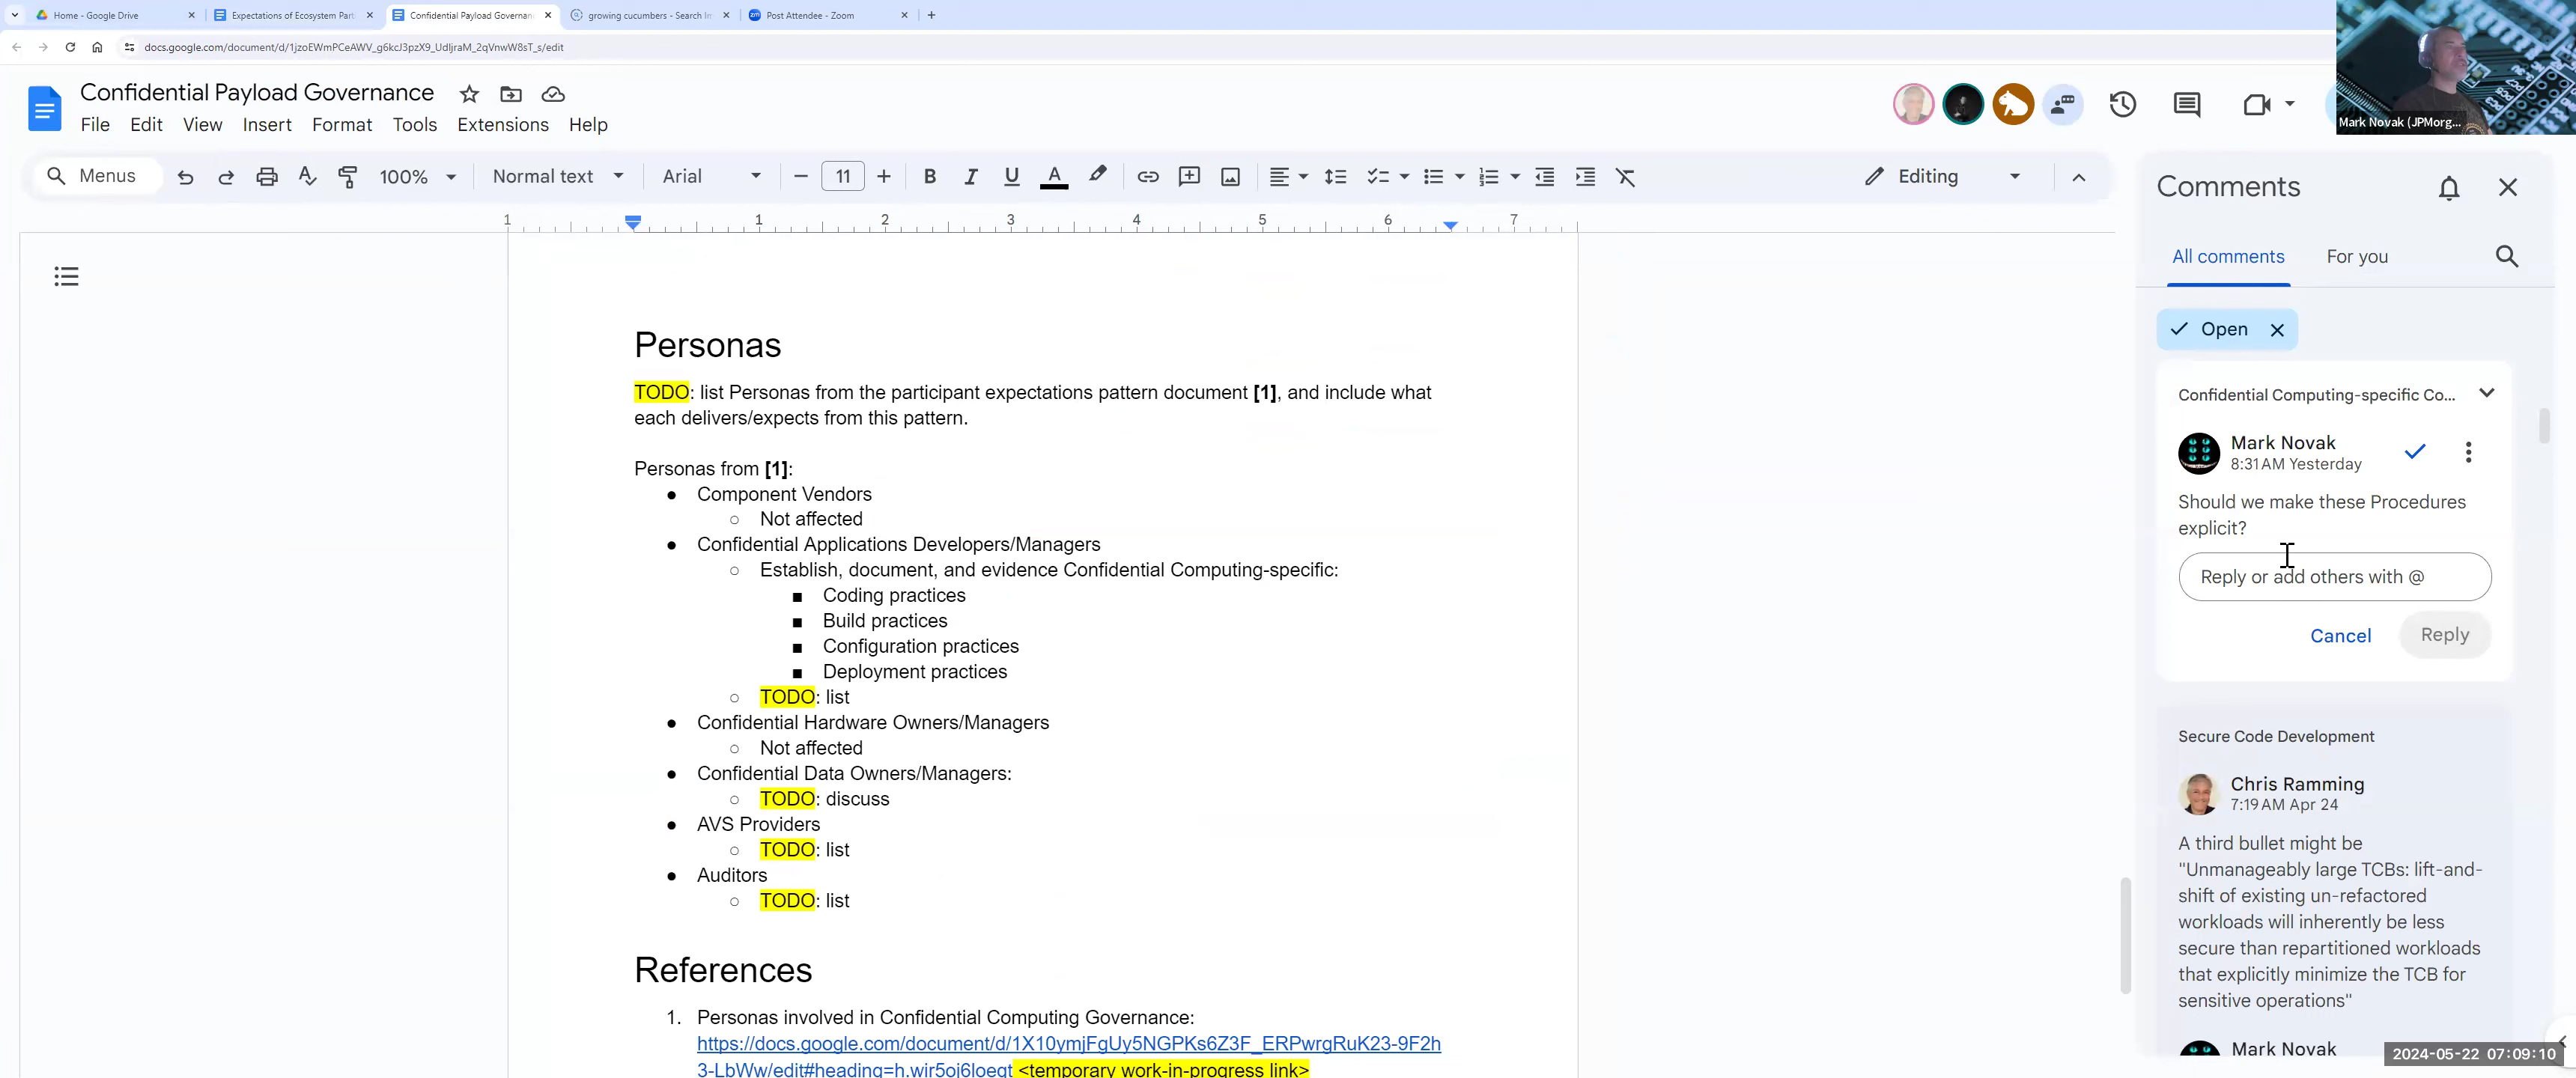 Home - Google Drive
Expectations of Ecosystem Part
Confidential Payload Governanc
growing cucumbers - Search Im
Post Attendee - Zoom
docs.google.com/document/d/1jzoEWmPCeAWV_g6kcJ3pzX9_UdljraM_2qVnwW8sT_s/edit
Mark Novak (JPMorg...
Confidential Payload Governance
File Edit View Insert Format Tools Extensions Help
Menus 100% Normal text Arial 11 Editing
1 1 2 3 4 5 6 7
Personas
TODO: list Personas from the participant expectations pattern document [1], and include what
each delivers/expects from this pattern.
Personas from [1]:
● Component Vendors
○ Not affected
● Confidential Applications Developers/Managers
○ Establish, document, and evidence Confidential Computing-specific:
■ Coding practices
■ Build practices
■ Configuration practices
■ Deployment practices
○ TODO: list
● Confidential Hardware Owners/Managers
○ Not affected
● Confidential Data Owners/Managers:
○ TODO: discuss
● AVS Providers
○ TODO: list
● Auditors
○ TODO: list
References
1. Personas involved in Confidential Computing Governance:
https://docs.google.com/document/d/1X10ymjFgUy5NGPKs6Z3F_ERPwrgRuK23-9F2h
3-LbWw/edit#heading=h.wir5oj6loeqt <temporary work-in-progress link>
Comments
All comments For you
Open
Confidential Computing-specific Co...
Mark Novak
8:31 AM Yesterday
Should we make these Procedures
explicit?
Reply or add others with @
Cancel Reply
Secure Code Development
Chris Ramming
7:19 AM Apr 24
A third bullet might be
"Unmanageably large TCBs: lift-and-
shift of existing un-refactored
workloads will inherently be less
secure than repartitioned workloads
that explicitly minimize the TCB for
sensitive operations"
Mark Novak
2024-05-22 07:09:10